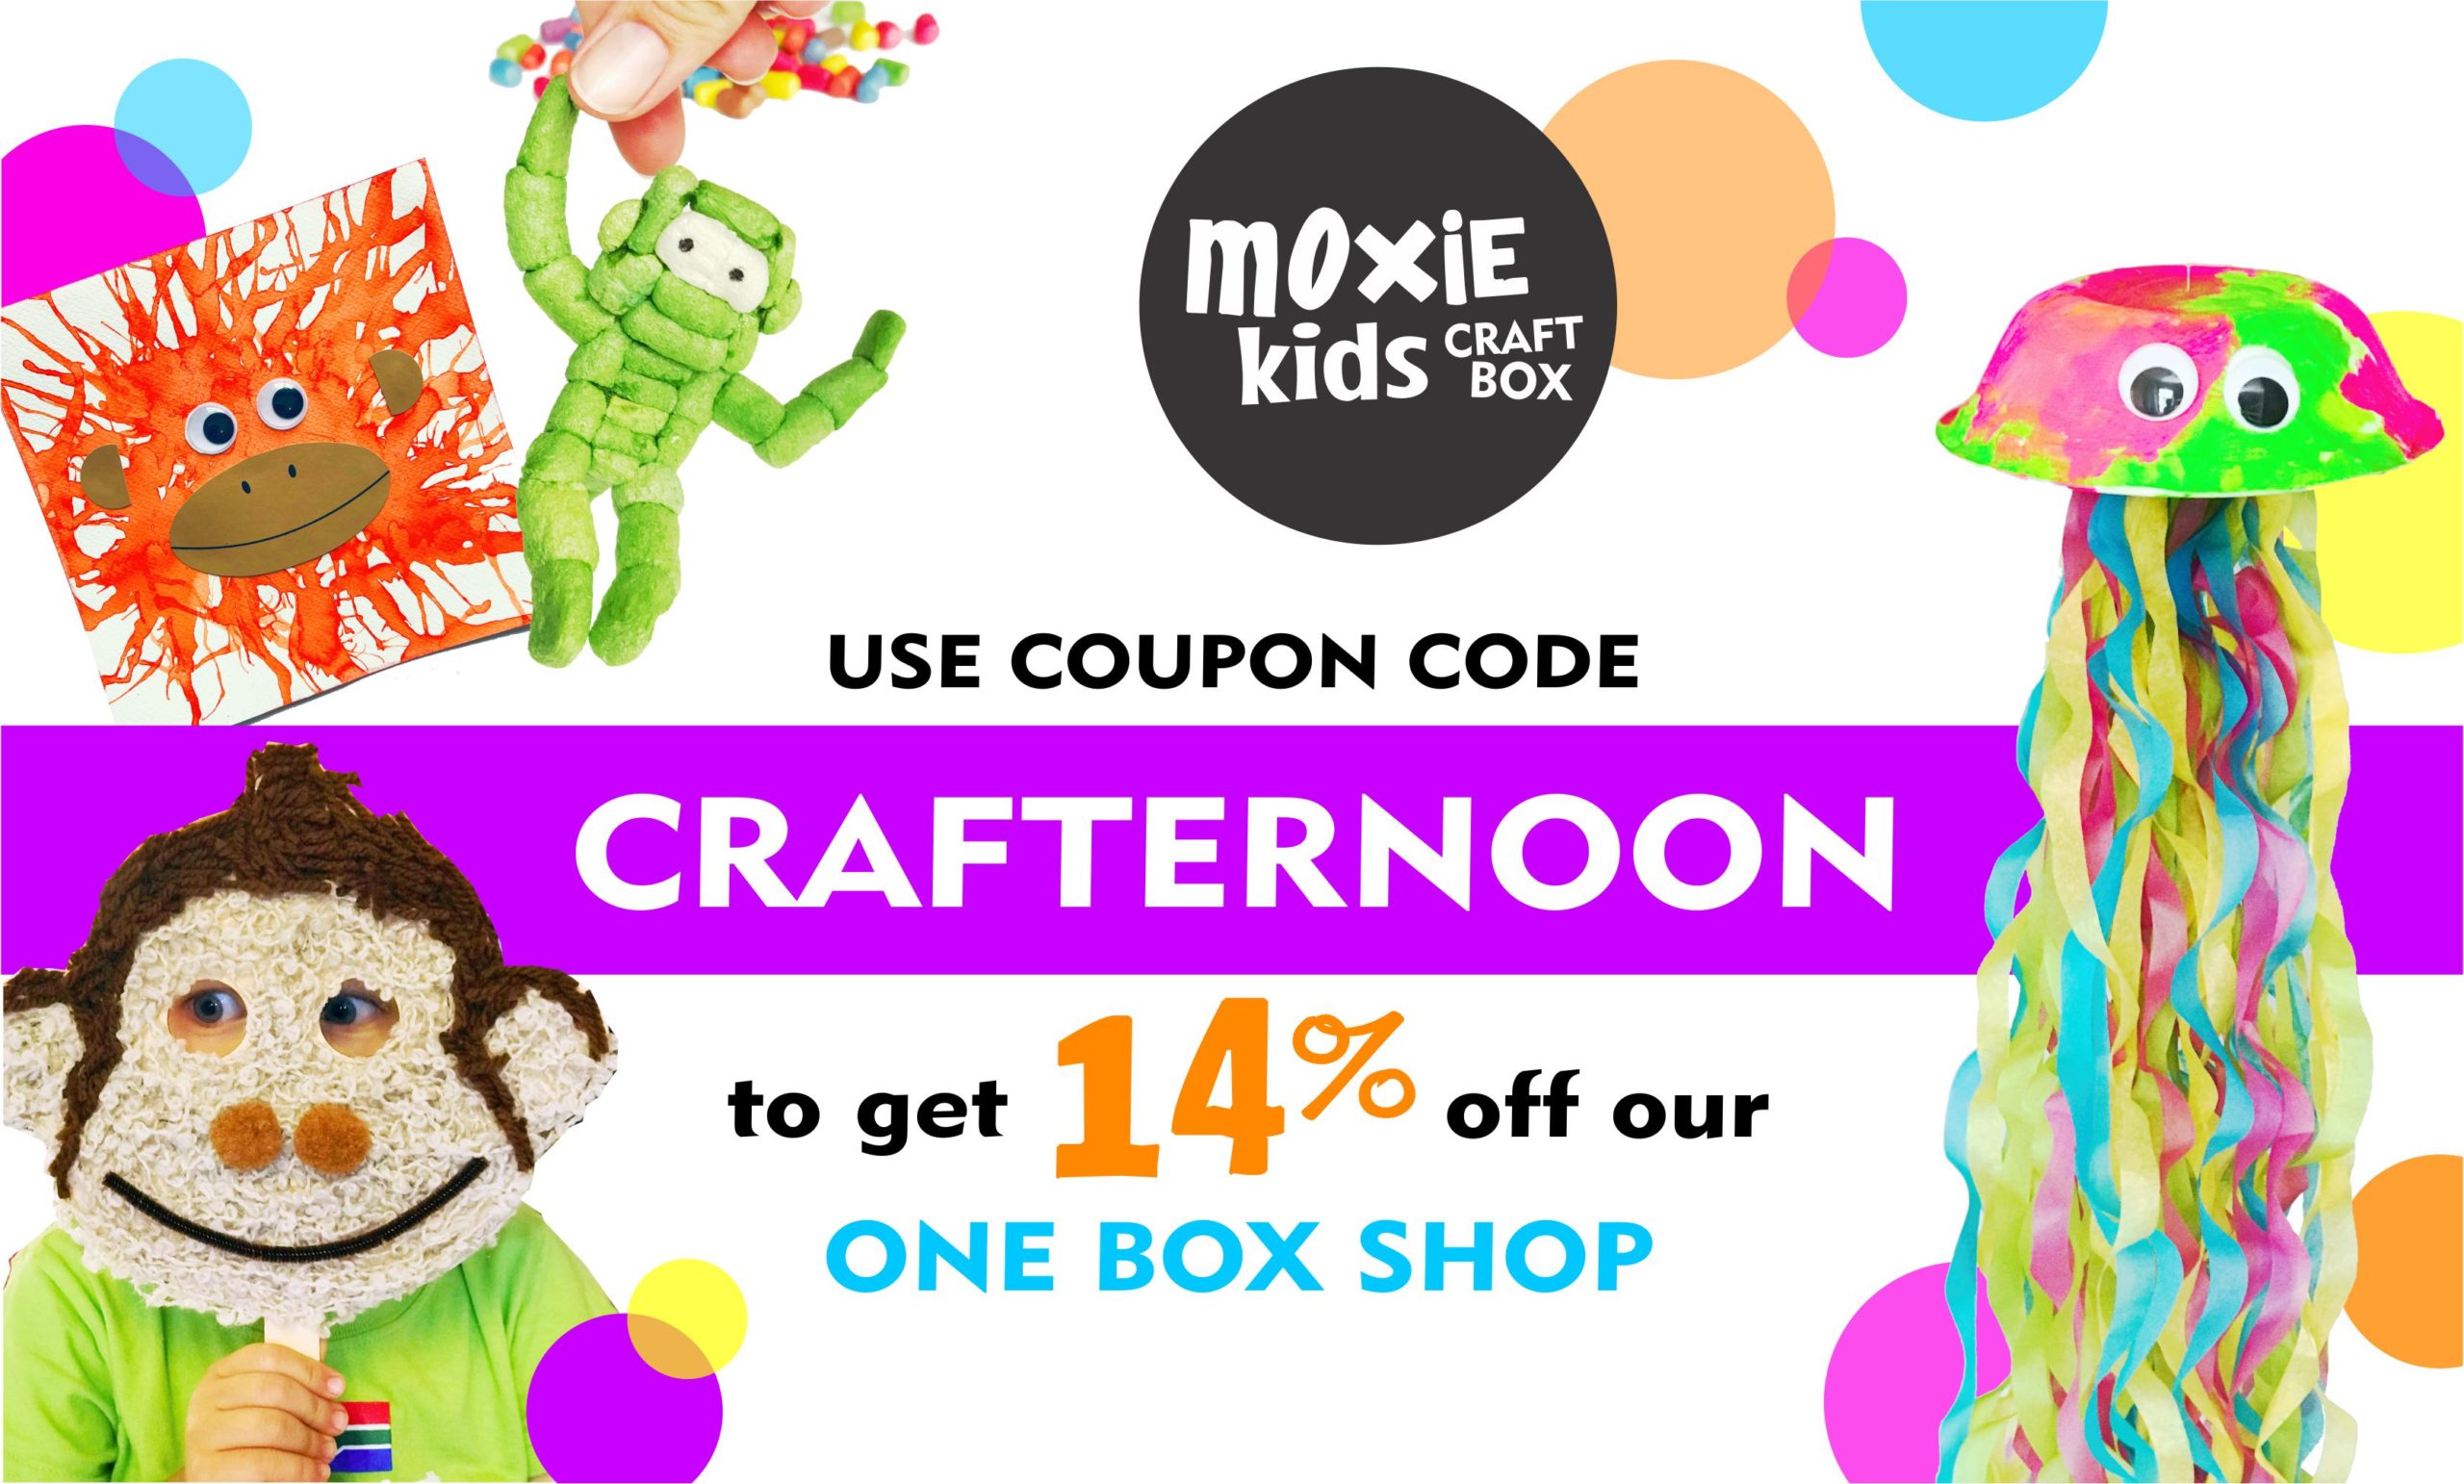 moxie
kids CRAFT
BOX
USE COUPON CODE
CRAFTERNOON
to get 14% off our
ONE BOX SHOP